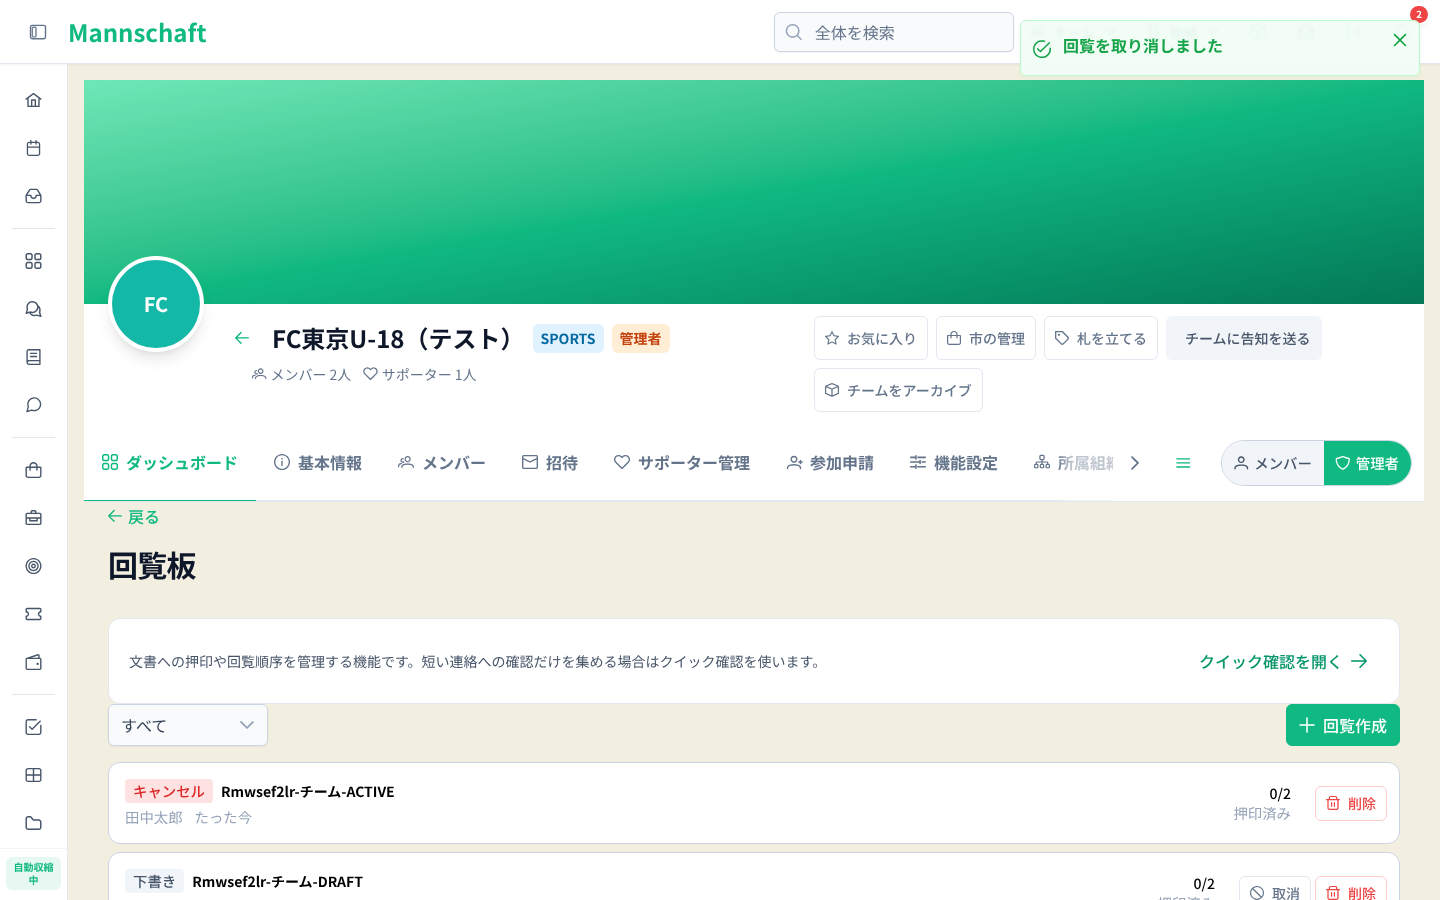 Mannschaft
全体を検索
2
回覧を取り消しました
FC
FC東京U-18（テスト）
SPORTS
管理者
メンバー 2人
サポーター 1人
お気に入り
市の管理
札を立てる
チームに告知を送る
チームをアーカイブ
ダッシュボード
基本情報
メンバー
招待
サポーター管理
参加申請
機能設定
所属組織
メンバー
管理者
戻る
回覧板
文書への押印や回覧順序を管理する機能です。短い連絡への確認だけを集める場合はクイック確認を使います。
クイック確認を開く
すべて
回覧作成
キャンセル
Rmwsef2lr-チーム-ACTIVE
田中太郎 たった今
0/2
押印済み
削除
下書き
Rmwsef2lr-チーム-DRAFT
0/2
取消
削除
自動収縮
中